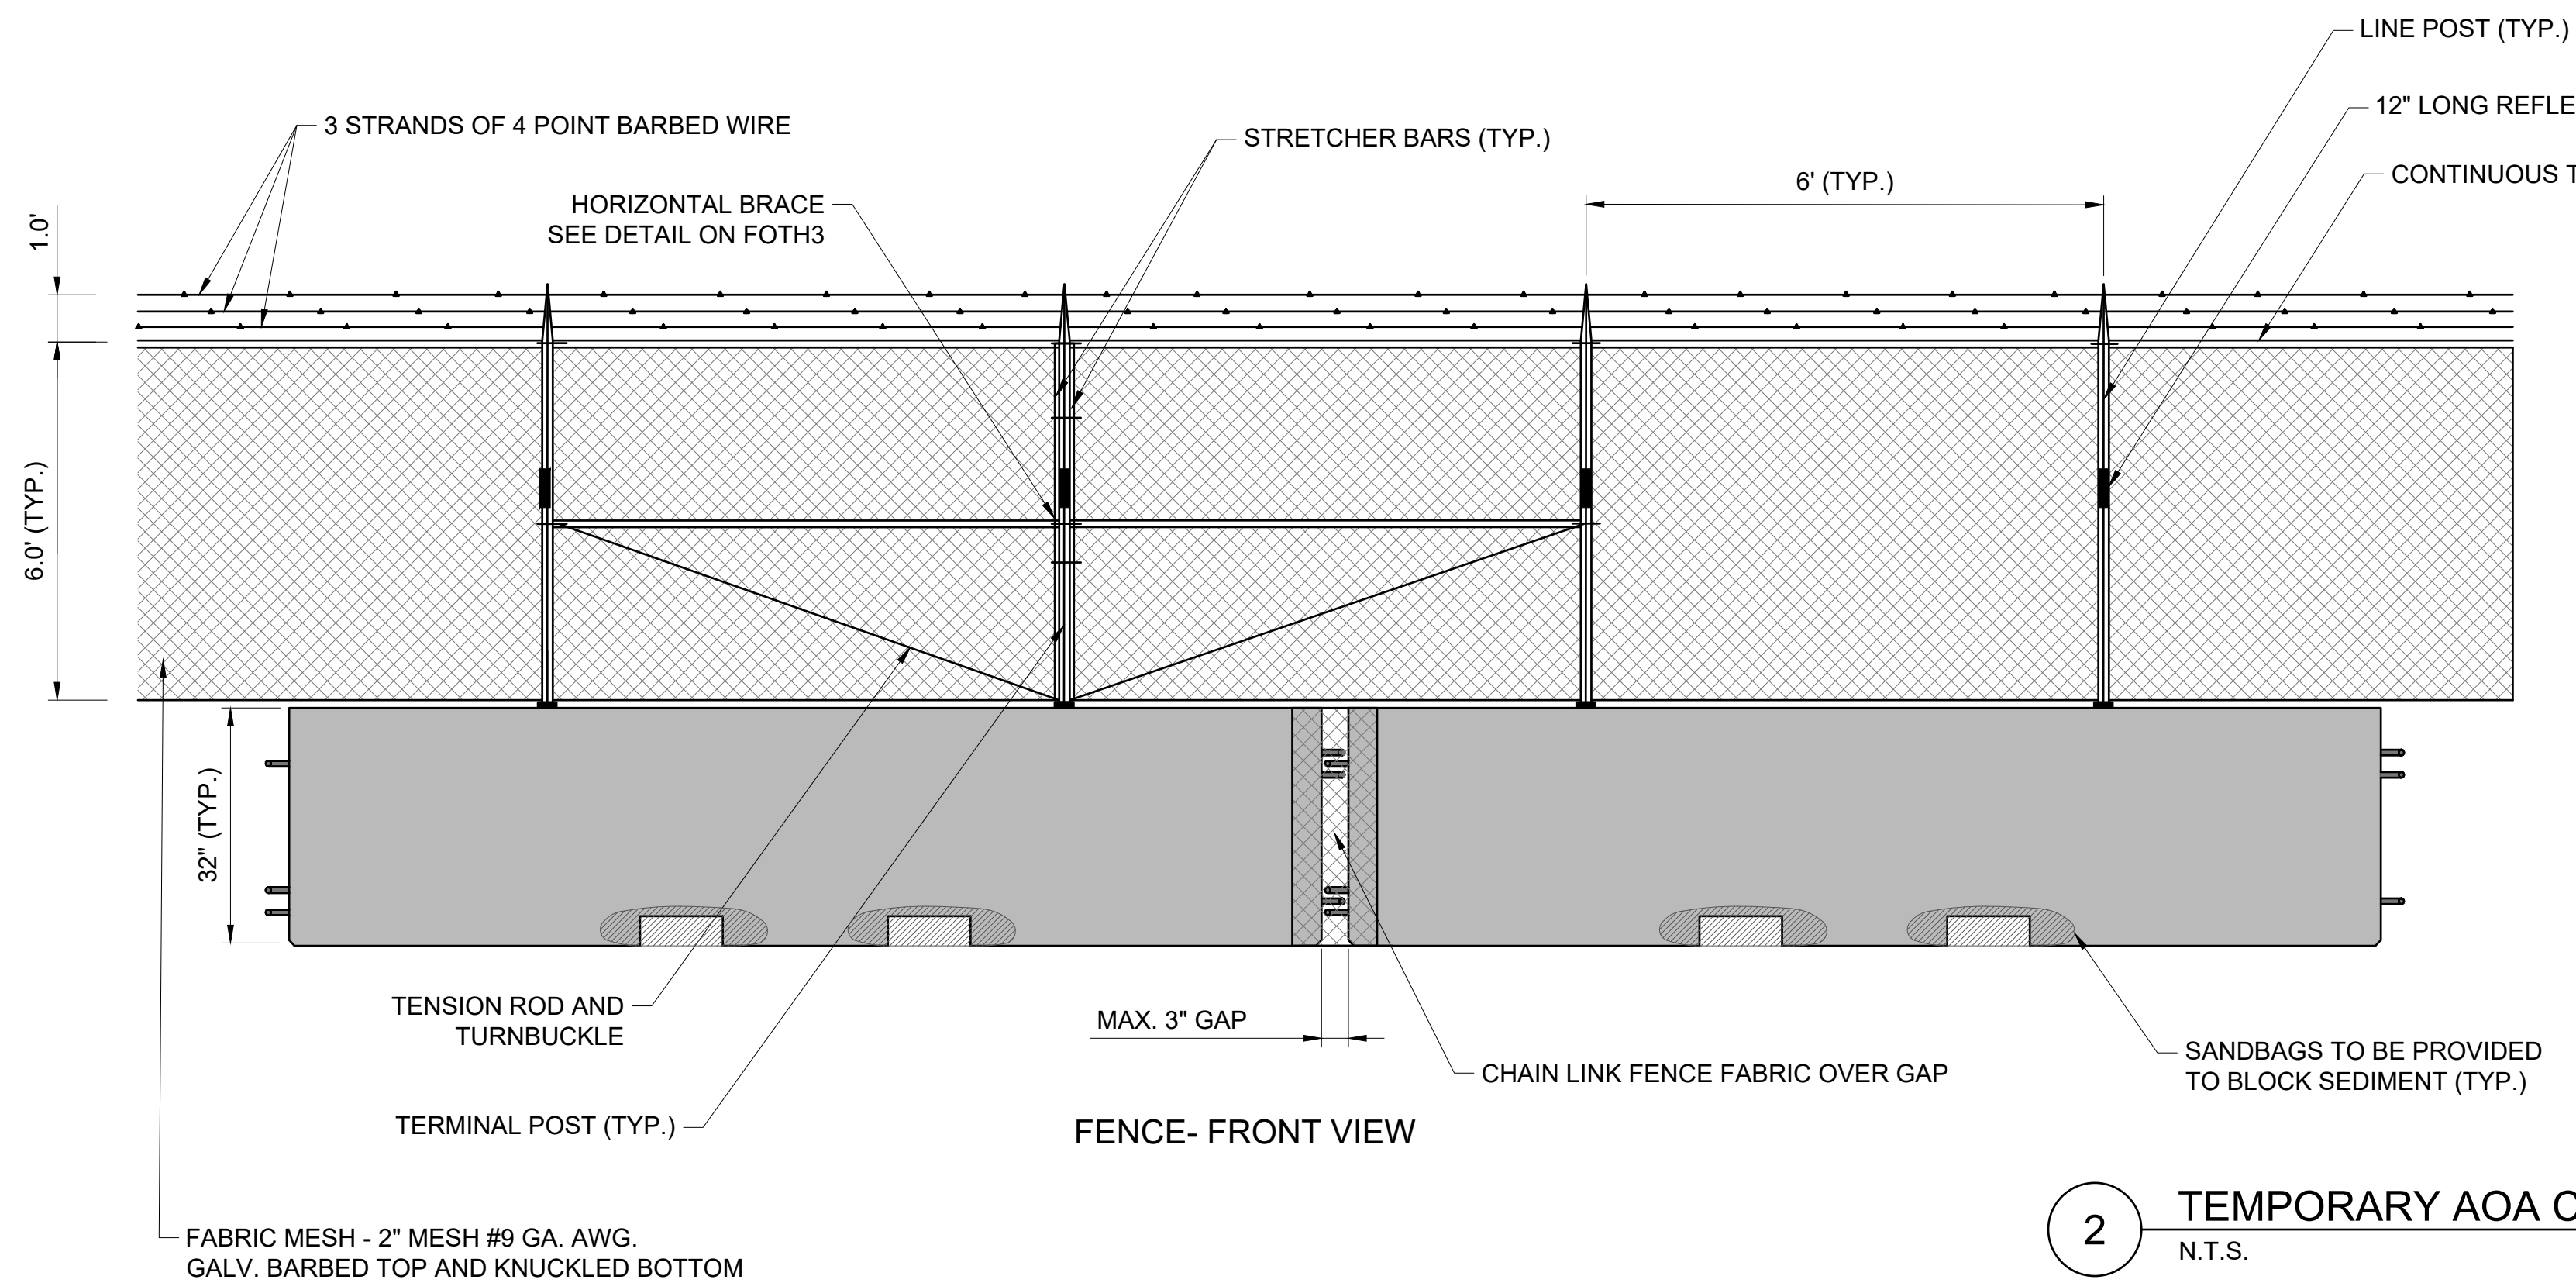 LINE POST (TYP.)
12" LONG
CONTINUOUS
3 STRANDS OF 4 POINT BARBED WIRE
STRETCHER BARS (TYP.)
6' (TYP.)
HORIZONTAL BRACE
SEE DETAIL ON FOTH3
1.0'
6.0' (TYP.)
32" (TYP.)
TENSION ROD AND
TURNBUCKLE
MAX. 3" GAP
CHAIN LINK FENCE FABRIC OVER GAP
SANDBAGS TO BE PROVIDED
TO BLOCK SEDIMENT (TYP.)
TERMINAL POST (TYP.)
FENCE- FRONT VIEW
2
TEMPORARY AOA
N.T.S.
FABRIC MESH - 2" MESH #9 GA. AWG.
GALV. BARBED TOP AND KNUCKLED BOTTOM